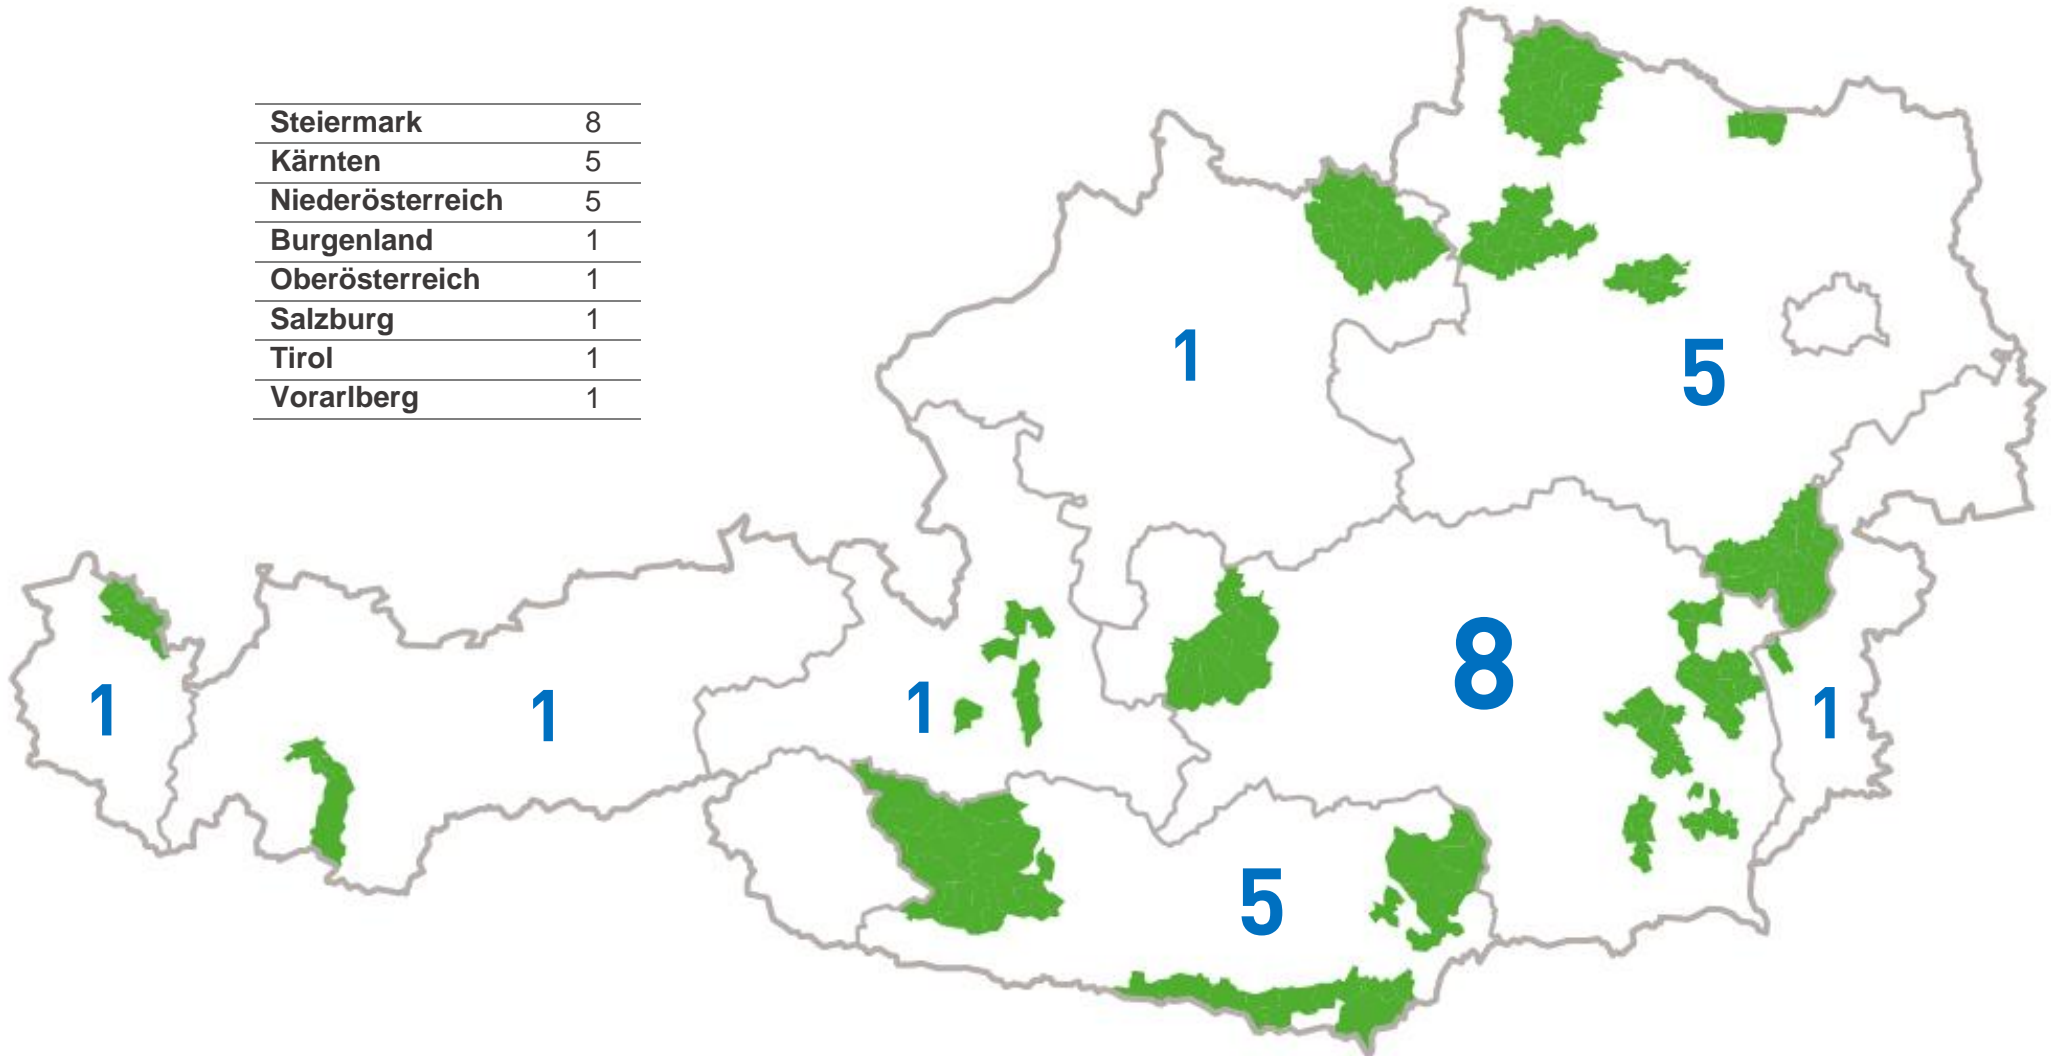 Steiermark 8
Kärnten 5
Niederösterreich 5
Burgenland 1
Oberösterreich 1
Salzburg 1
Tirol 1
Vorarlberg 1
1
5
8
1
1
1
1
5